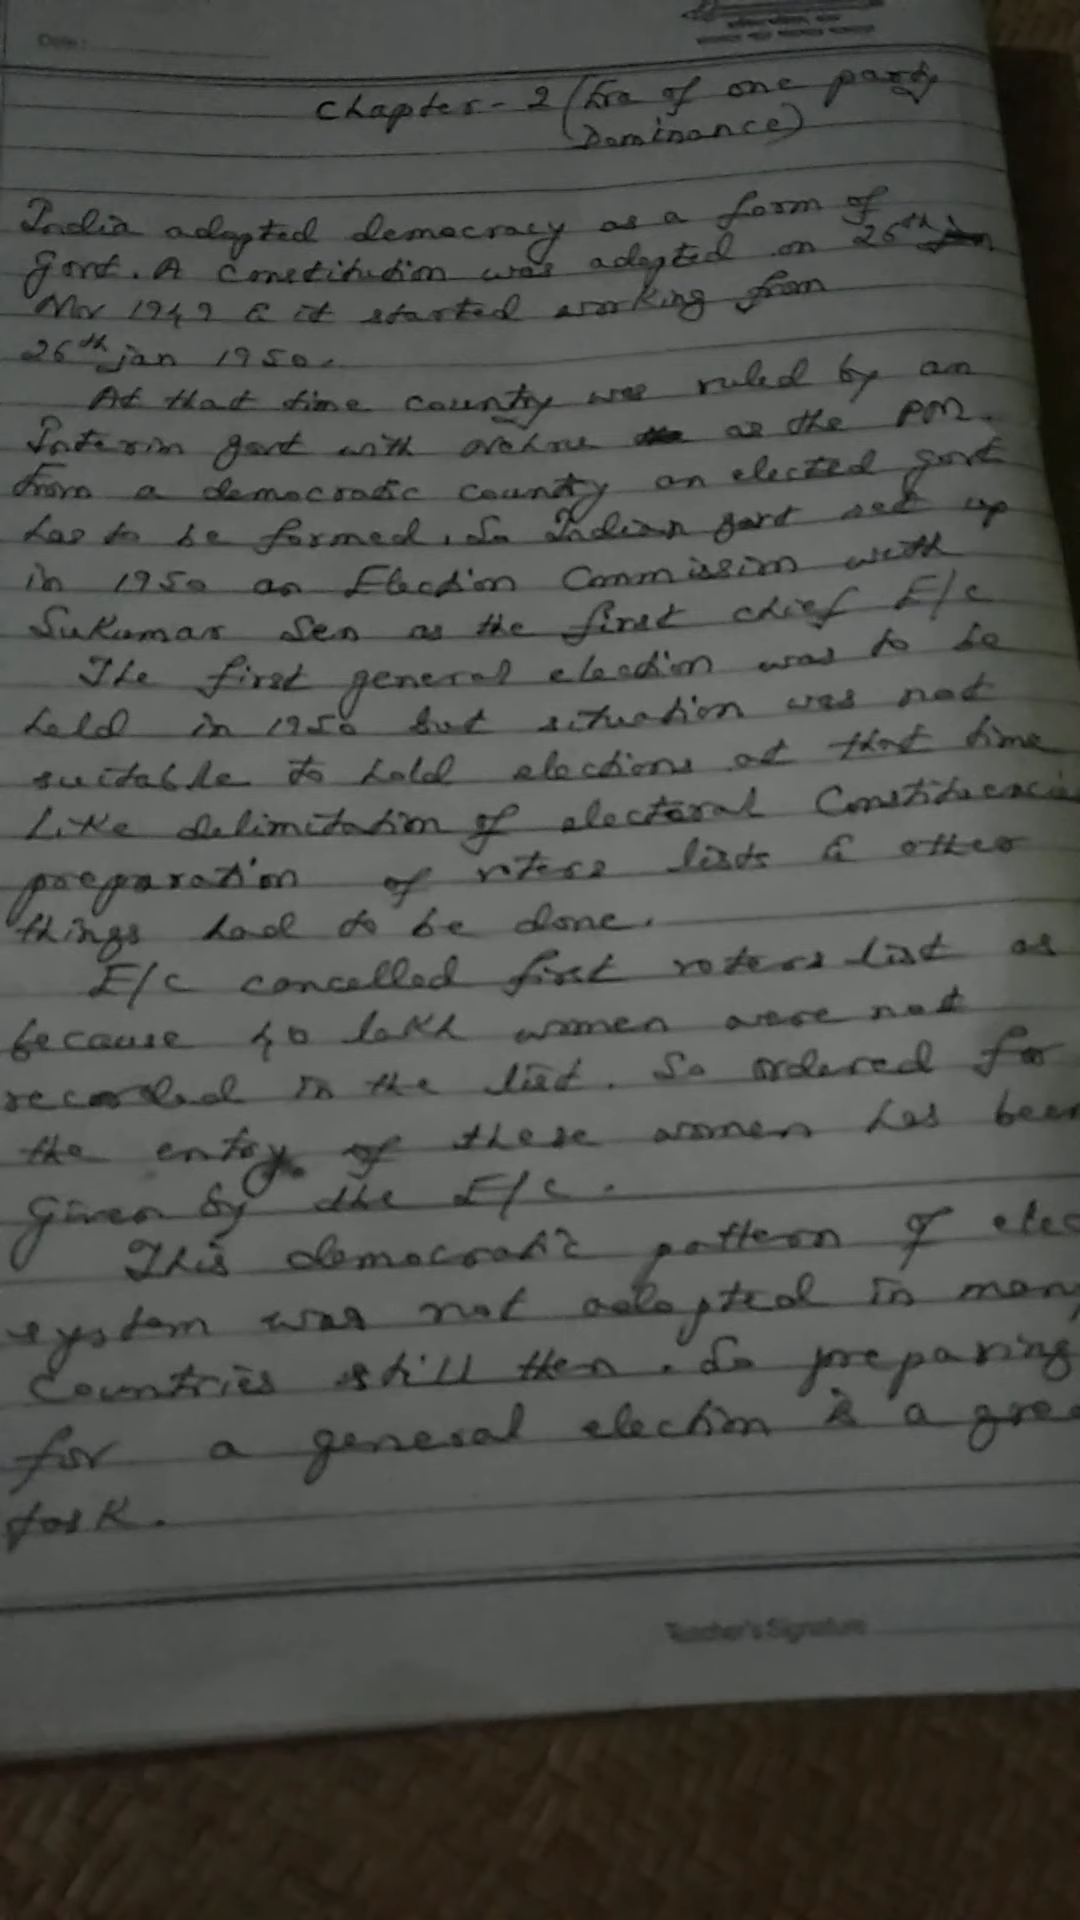 Date:
Chapter - 2 (Era of one party
Dominance)
India adopted democracy as a form of
govt. A Constitution was adopted on 26th
Nov 1949 & it started working from
26th jan 1950.
At that time country was ruled by an
Interim govt with Nehru as the PM.
From a democratic country an elected govt
has to be formed, So Indian govt set up
in 1950 an Election Commission with
Sukumar Sen as the first chief E/c
The first general election was to be
held in 1950 but situation was not
suitable to hold elections at that time
Like delimitation of electoral Constituencies
preparation of voters lists & other
things had to be done.
E/c cancelled first voters list as
because 40 lakh women were not
recorded in the list. So ordered for
the entry of these women has been
given by the E/c.
This democratic pattern of elec
system was not adopted in many
Countries still then. So preparing
for a general election is a grea
task.
Teacher's Signature